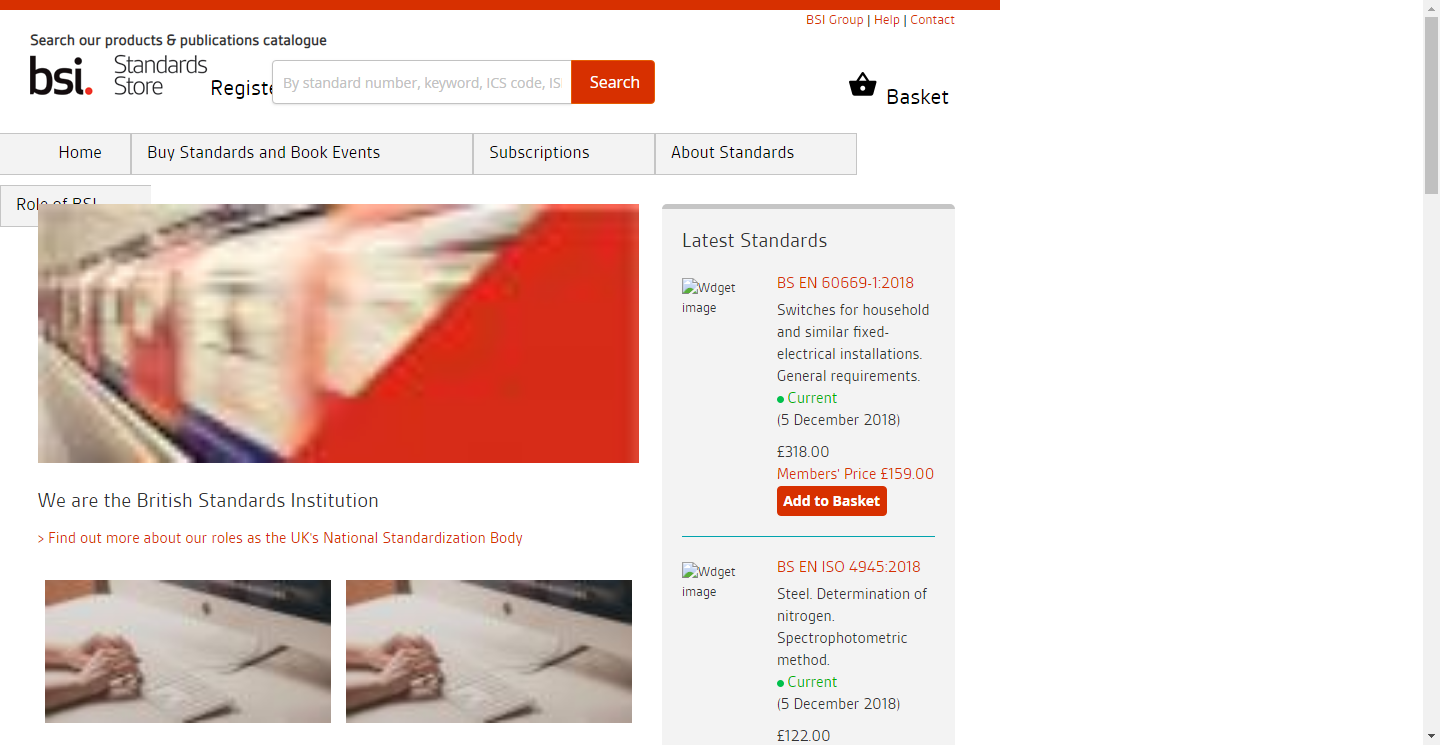 BSI Group | Help | Contact
Search our products & publications catalogue
bsi.
Standards
Store
Registe
By standard number, keyword, ICS code, IS
Search
Basket
Home
Buy Standards and Book Events
Subscriptions
About Standards
Role of BSI
Latest Standards
Wdget
image
BS EN 60669-1:2018
Switches for household
and similar fixed-
electrical installations.
General requirements.
Current
(5 December 2018)
£318.00
Members' Price £159.00
Add to Basket
We are the British Standards Institution
> Find out more about our roles as the UK's National Standardization Body
Wdget
image
BS EN ISO 4945:2018
Steel. Determination of
nitrogen.
Spectrophotometric
method.
Current
(5 December 2018)
£122.00